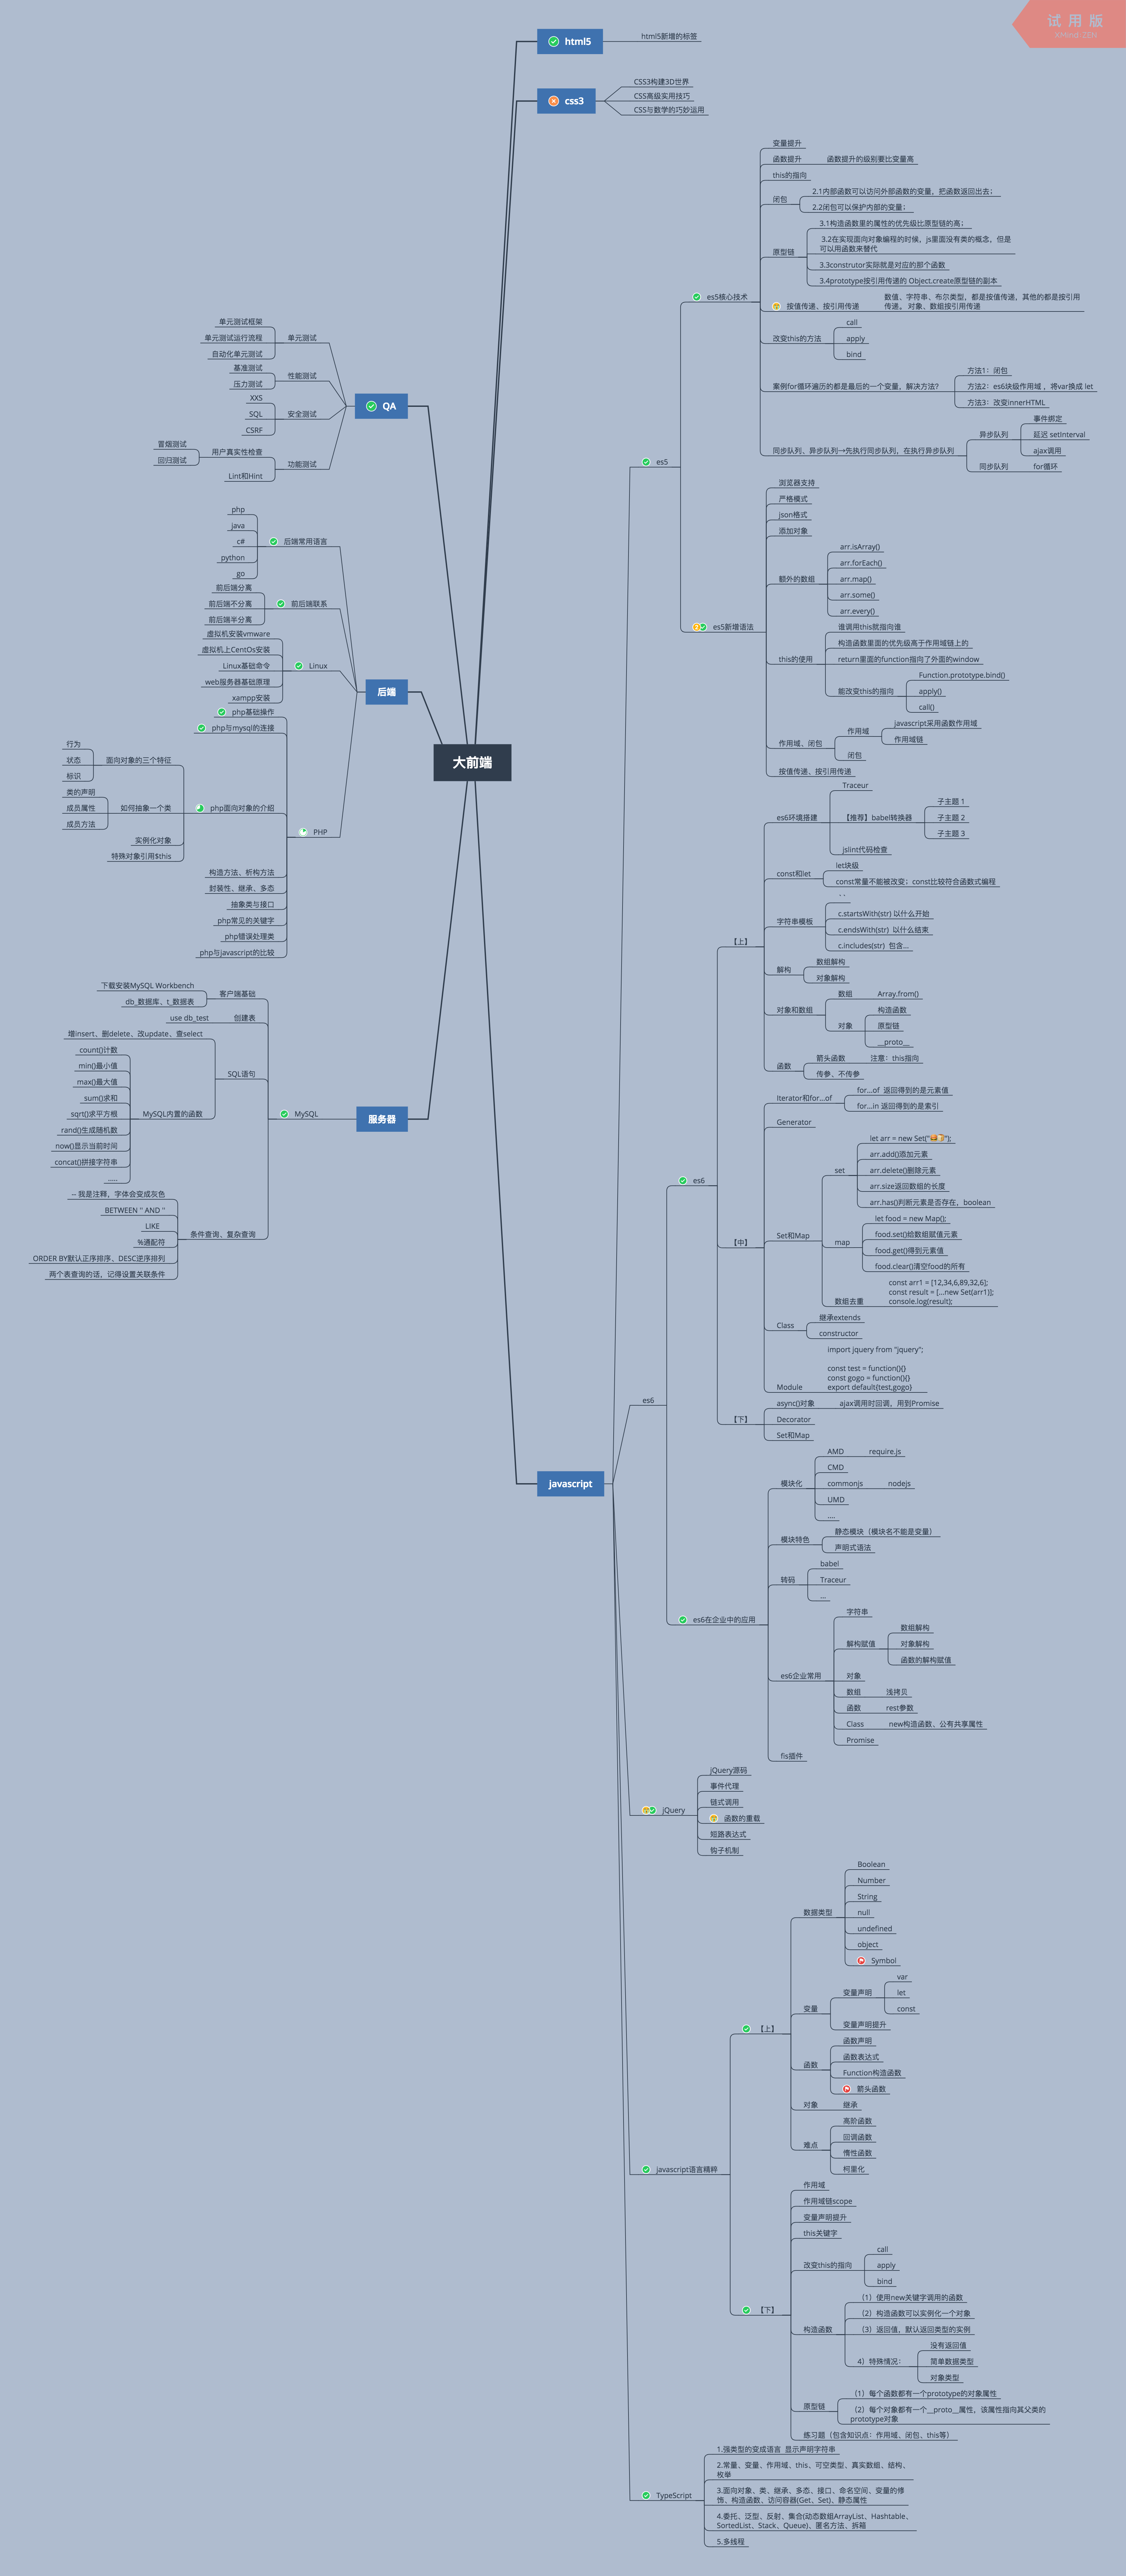 试 用 版
XMind: ZEN
大前端
html5
html5新增的标签
css3
CSS3构建3D世界
CSS高级实用技巧
CSS与数学的巧妙运用
QA
单元测试
单元测试框架
单元测试运行流程
自动化单元测试
性能测试
基准测试
压力测试
安全测试
XXS
SQL
CSRF
功能测试
用户真实性检查
冒烟测试
回归测试
Lint和Hint
后端
后端常用语言
php
java
c#
python
go
前后端联系
前后端分离
前后端不分离
前后端半分离
Linux
虚拟机安装vmware
虚拟机上CentOs安装
Linux基础命令
web服务器基础原理
xampp安装
PHP
php基础操作
php与mysql的连接
php面向对象的介绍
面向对象的三个特征
行为
状态
标识
如何抽象一个类
类的声明
成员属性
成员方法
实例化对象
特殊对象引用$this
构造方法、析构方法
封装性、继承、多态
抽象类与接口
php常见的关键字
php错误处理类
php与javascript的比较
服务器
MySQL
客户端基础
下载安装MySQL Workbench
db_数据库、t_数据表
创建表
use db_test
SQL语句
增insert、删delete、改update、查select
MySQL内置的函数
count()计数
min()最小值
max()最大值
sum()求和
sqrt()求平方根
rand()生成随机数
now()显示当前时间
concat()拼接字符串
.....
条件查询、复杂查询
-- 我是注释，字体会变成灰色
BETWEEN '' AND ''
LIKE
%通配符
ORDER BY默认正序排序、DESC逆序排列
两个表查询的话，记得设置关联条件
javascript
es5
es5核心技术
变量提升
函数提升
函数提升的级别要比变量高
this的指向
闭包
2.1内部函数可以访问外部函数的变量，把函数返回出去；
2.2闭包可以保护内部的变量；
原型链
3.1构造函数里的属性的优先级比原型链的高；
3.2在实现面向对象编程的时候，js里面没有类的概念，但是
可以用函数来替代
3.3construtor实际就是对应的那个函数
3.4prototype按引用传递的 Object.create原型链的副本
按值传递、按引用传递
数值、字符串、布尔类型，都是按值传递，其他的都是按引用
传递， 对象、数组按引用传递
改变this的方法
call
apply
bind
案例for循环遍历的都是最后的一个变量，解决方法？
方法1：闭包
方法2：es6块级作用域 ，将var换成 let
方法3：改变innerHTML
同步队列、异步队列→先执行同步队列，在执行异步队列
异步队列
事件绑定
延迟 setInterval
ajax调用
同步队列
for循环
es5新增语法
浏览器支持
严格模式
json格式
添加对象
额外的数组
arr.isArray()
arr.forEach()
arr.map()
arr.some()
arr.every()
this的使用
谁调用this就指向谁
构造函数里面的优先级高于作用域链上的
return里面的function指向了外面的window
能改变this的指向
Function.prototype.bind()
apply()
call()
作用域、闭包
作用域
javascript采用函数作用域
作用域链
闭包
按值传递、按引用传递
es6
es6
【上】
es6环境搭建
Traceur
【推荐】babel转换器
子主题 1
子主题 2
子主题 3
jslint代码检查
const和let
let块级
const常量不能被改变；const比较符合函数式编程
字符串模板
` `
c.startsWith(str) 以什么开始
c.endsWith(str) 以什么结束
c.includes(str) 包含...
解构
数组解构
对象解构
对象和数组
数组
Array.from()
对象
构造函数
原型链
__proto__
函数
箭头函数
注意：this指向
传参、不传参
【中】
Iterator和for...of
for...of 返回得到的是元素值
for...in 返回得到的是索引
Generator
Set和Map
set
let arr = new Set("");
arr.add()添加元素
arr.delete()删除元素
arr.size返回数组的长度
arr.has()判断元素是否存在，boolean
map
let food = new Map();
food.set()给数组赋值元素
food.get()得到元素值
food.clear()清空food的所有
数组去重
const arr1 = [12,34,6,89,32,6];
const result = [...new Set(arr1)];
console.log(result);
Class
继承extends
constructor
Module
import jquery from "jquery";
const test = function(){}
const gogo = function(){}
export default{test,gogo}
【下】
async()对象
ajax调用时回调，用到Promise
Decorator
Set和Map
es6在企业中的应用
模块化
AMD
require.js
CMD
commonjs
nodejs
UMD
....
模块特色
静态模块（模块名不能是变量）
声明式语法
转码
babel
Traceur
...
es6企业常用
字符串
解构赋值
数组解构
对象解构
函数的解构赋值
对象
数组
浅拷贝
函数
rest参数
Class
new构造函数、公有共享属性
Promise
fis插件
jQuery
jQuery源码
事件代理
链式调用
函数的重载
短路表达式
钩子机制
javascript语言精粹
【上】
数据类型
Boolean
Number
String
null
undefined
object
Symbol
变量
变量声明
var
let
const
变量声明提升
函数
函数声明
函数表达式
Function构造函数
箭头函数
对象
继承
难点
高阶函数
回调函数
惰性函数
柯里化
【下】
作用域
作用域链scope
变量声明提升
this关键字
改变this的指向
call
apply
bind
构造函数
（1）使用new关键字调用的函数
（2）构造函数可以实例化一个对象
（3）返回值，默认返回类型的实例
4）特殊情况：
没有返回值
简单数据类型
对象类型
原型链
（1）每个函数都有一个prototype的对象属性
（2）每个对象都有一个__proto__属性，该属性指向其父类的
prototype对象
练习题（包含知识点：作用域、闭包、this等）
TypeScript
1.强类型的变成语言 显示声明字符串
2.常量、变量、作用域、this、可空类型、真实数组、结构、
枚举
3.面向对象、类、继承、多态、接口、命名空间、变量的修
饰、构造函数、访问容器(Get、Set)、静态属性
4.委托、泛型、反射、集合(动态数组ArrayList、Hashtable、
SortedList、Stack、Queue)、匿名方法、拆箱
5.多线程